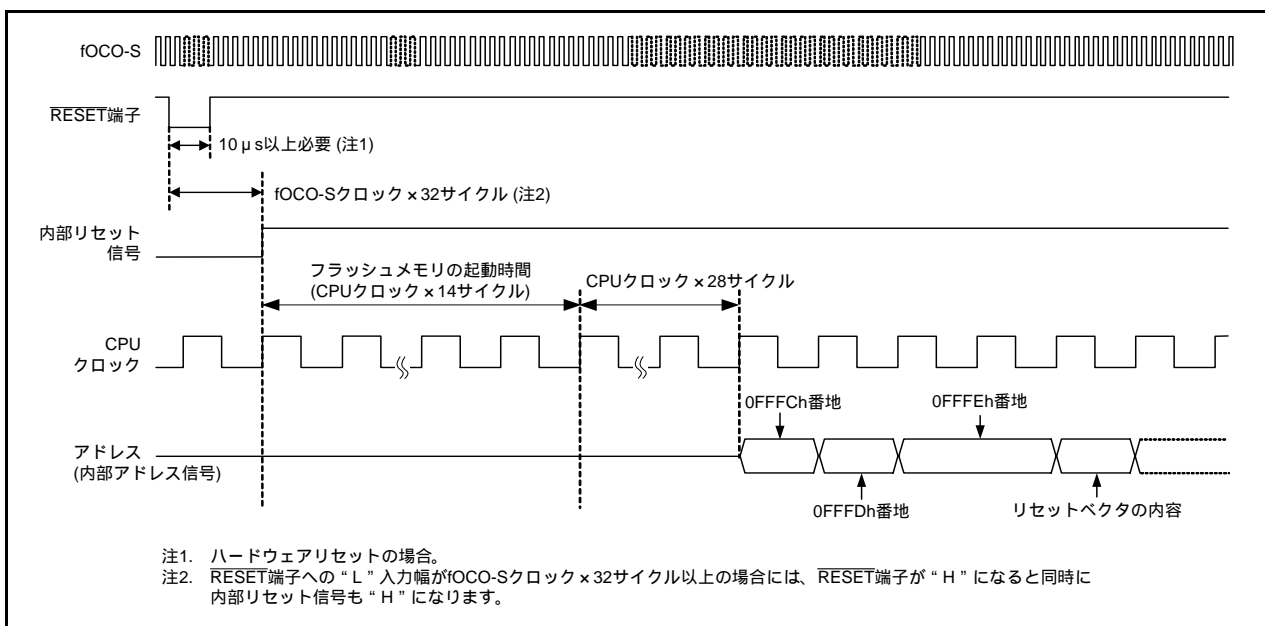 fOCO-S
RESET端子
10μs以上必要 (注1)
fOCO-Sクロック×32サイクル (注2)
内部リセット
信号
フラッシュメモリの起動時間
(CPUクロック×14サイクル)
CPUクロック×28サイクル
CPU
クロック
0FFFCh番地
0FFFEh番地
アドレス
(内部アドレス信号)
0FFFDh番地
リセットベクタの内容
注1. ハードウェアリセットの場合。
注2. RESET端子への“L”入力幅がfOCO-Sクロック×32サイクル以上の場合には、RESET端子が“H”になると同時に
内部リセット信号も“H”になります。